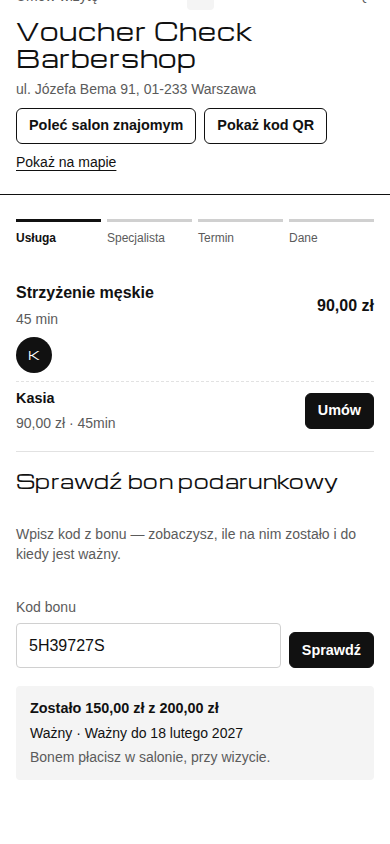 Voucher Check
Barbershop
ul. Józefa Bema 91, 01-233 Warszawa
Poleć salon znajomym
Pokaż kod QR
Pokaż na mapie
Usługa
Specjalista
Termin
Dane
Strzyżenie męskie
90,00 zł
45 min
K
Kasia
90,00 zł · 45min
Umów
Sprawdź bon podarunkowy
Wpisz kod z bonu — zobaczysz, ile na nim zostało i do
kiedy jest ważny.
Kod bonu
5H39727S
Sprawdź
Zostało 150,00 zł z 200,00 zł
Ważny · Ważny do 18 lutego 2027
Bonem płacisz w salonie, przy wizycie.